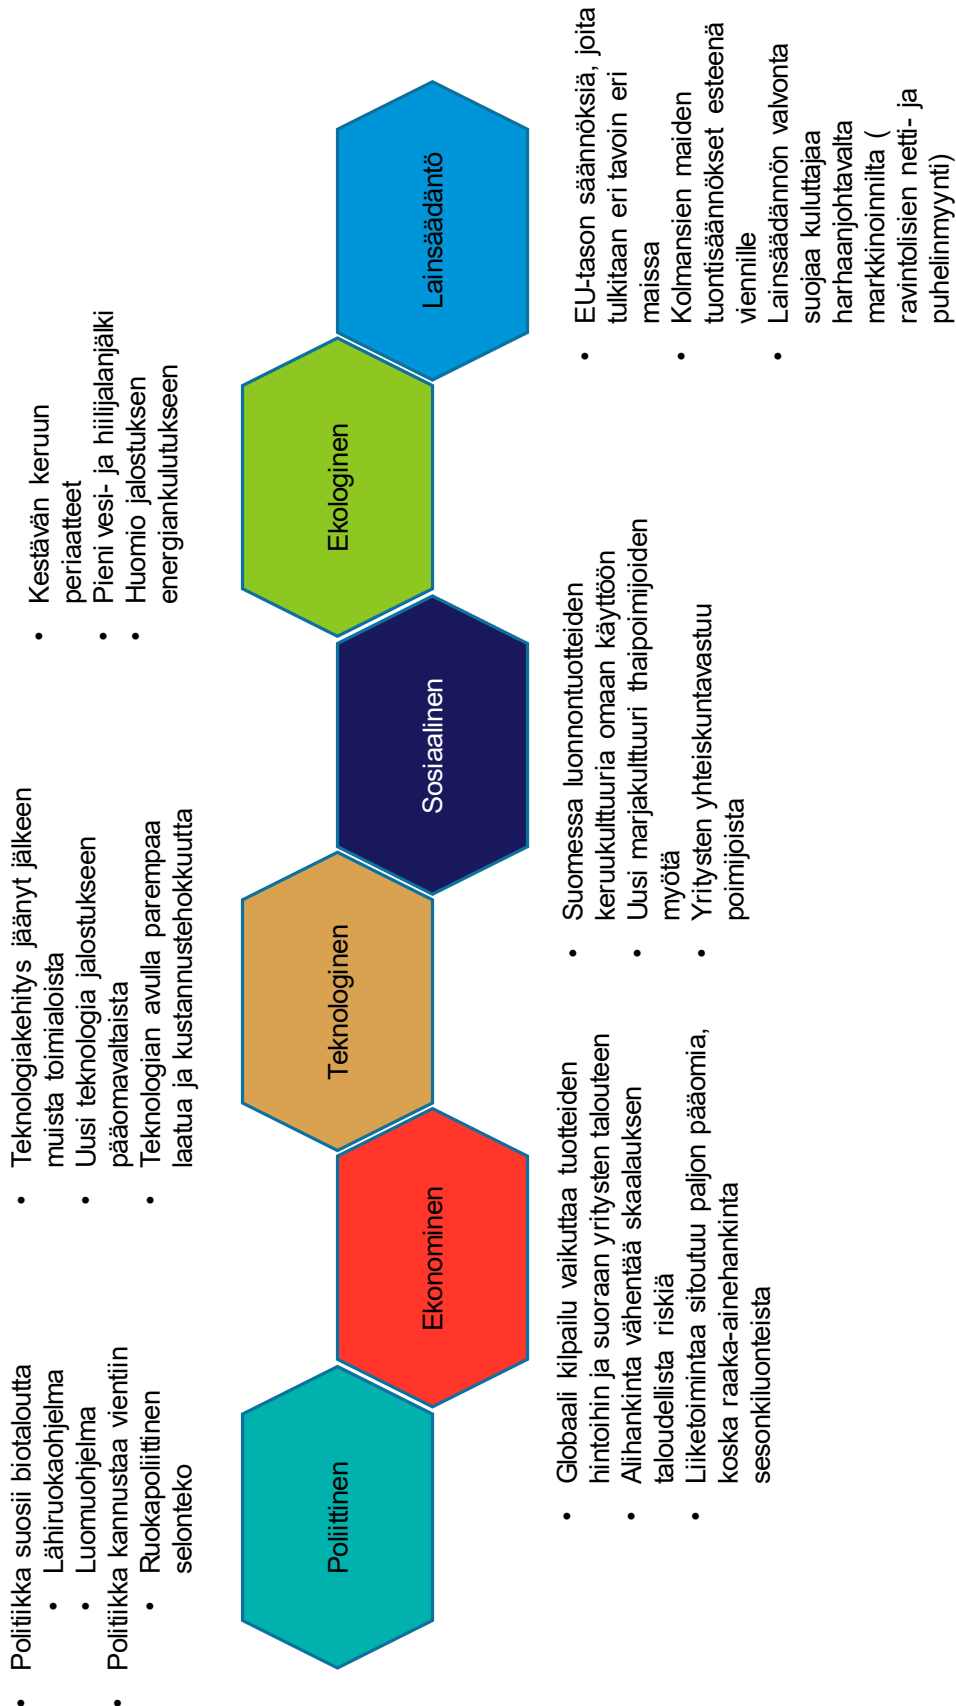 • Politiikka suosii biotaloutta
• Lähiruokaohjelma
• Luomuohjelma
• Politiikka kannustaa vientiin
• Ruokapoliittinen
selonteko
• Teknologiakehitys jäänyt jälkeen
muista toimialoista
• Uusi teknologia jalostukseen
pääomavaltaista
• Teknologian avulla parempaa
laatua ja kustannustehokkuutta
• Kestävän keruun
periaatteet
• Pieni vesi- ja hiilijalanjälki
• Huomio jalostuksen
energiankulutukseen
Poliittinen
Ekonominen
Teknologinen
Sosiaalinen
Ekologinen
Lainsäädäntö
• Globaali kilpailu vaikuttaa tuotteiden
hintoihin ja suoraan yritysten talouteen
• Alihankinta vähentää skaalauksen
taloudellista riskiä
• Liiketoimintaa sitoutuu paljon pääomia,
koska raaka-ainehankinta
sesonkiluonteista
• Suomessa luonnontuotteiden
keruukulttuuria omaan käyttöön
• Uusi marjakulttuuri thaipoimijoiden
myötä
• Yritysten yhteiskuntavastuu
poimijoista
• EU-tason säännöksiä, joita
tulkitaan eri tavoin eri
maissa
• Kolmansien maiden
tuontisäännökset esteenä
viennille
• Lainsäädännön valvonta
suojaa kuluttajaa
harhaanjohtavalta
markkinoinnilta (
ravintolisien netti- ja
puhelinmyynti)